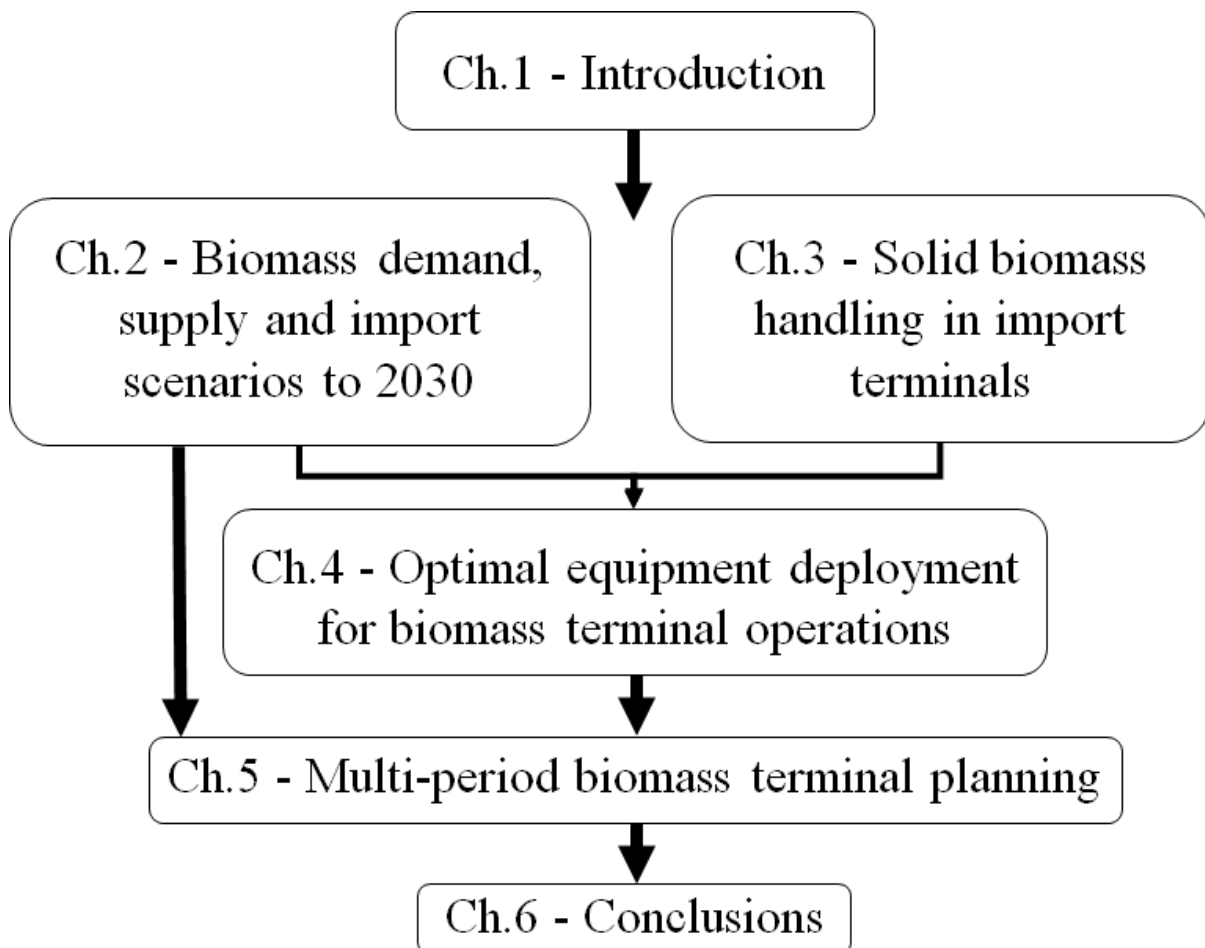 Ch.1 - Introduction
Ch.2 - Biomass demand,
supply and import
scenarios to 2030
Ch.3 - Solid biomass
handling in import
terminals
Ch.4 - Optimal equipment deployment
for biomass terminal operations
Ch.5 - Multi-period biomass terminal planning
Ch.6 - Conclusions